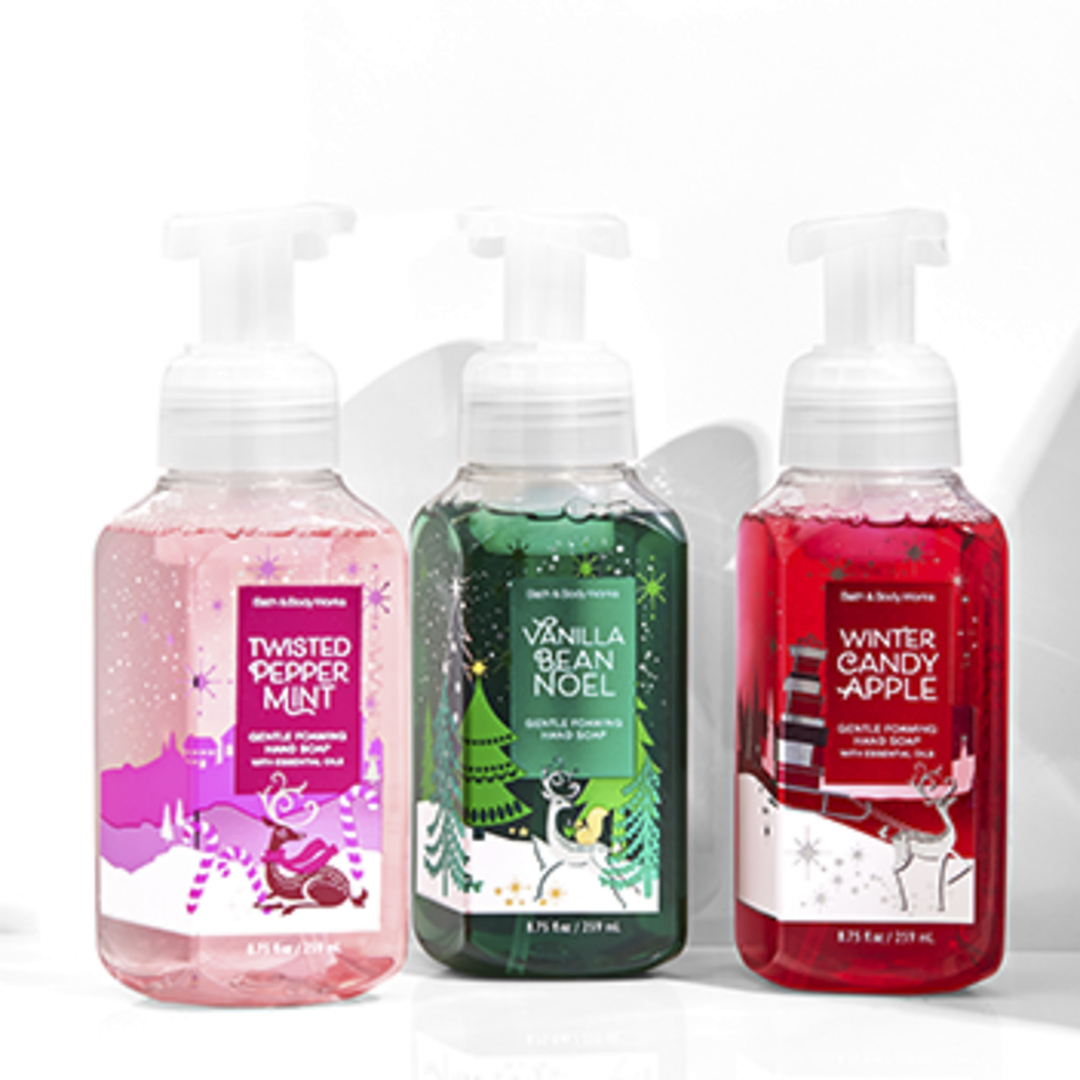 Bath & Body Works
TWISTED
PEPPER
MINT
GENTLE FOAMING
HAND SOAP
WITH ESSENTIAL OILS
8.75 fl oz / 259 mL
Bath & Body Works
VANILLA
BEAN
NOEL
GENTLE FOAMING
HAND SOAP
8.75 fl oz / 259 mL
Bath & Body Works
WINTER
CANDY
APPLE
GENTLE FOAMING
HAND SOAP
WITH ESSENTIAL OILS
8.75 fl oz / 259 mL